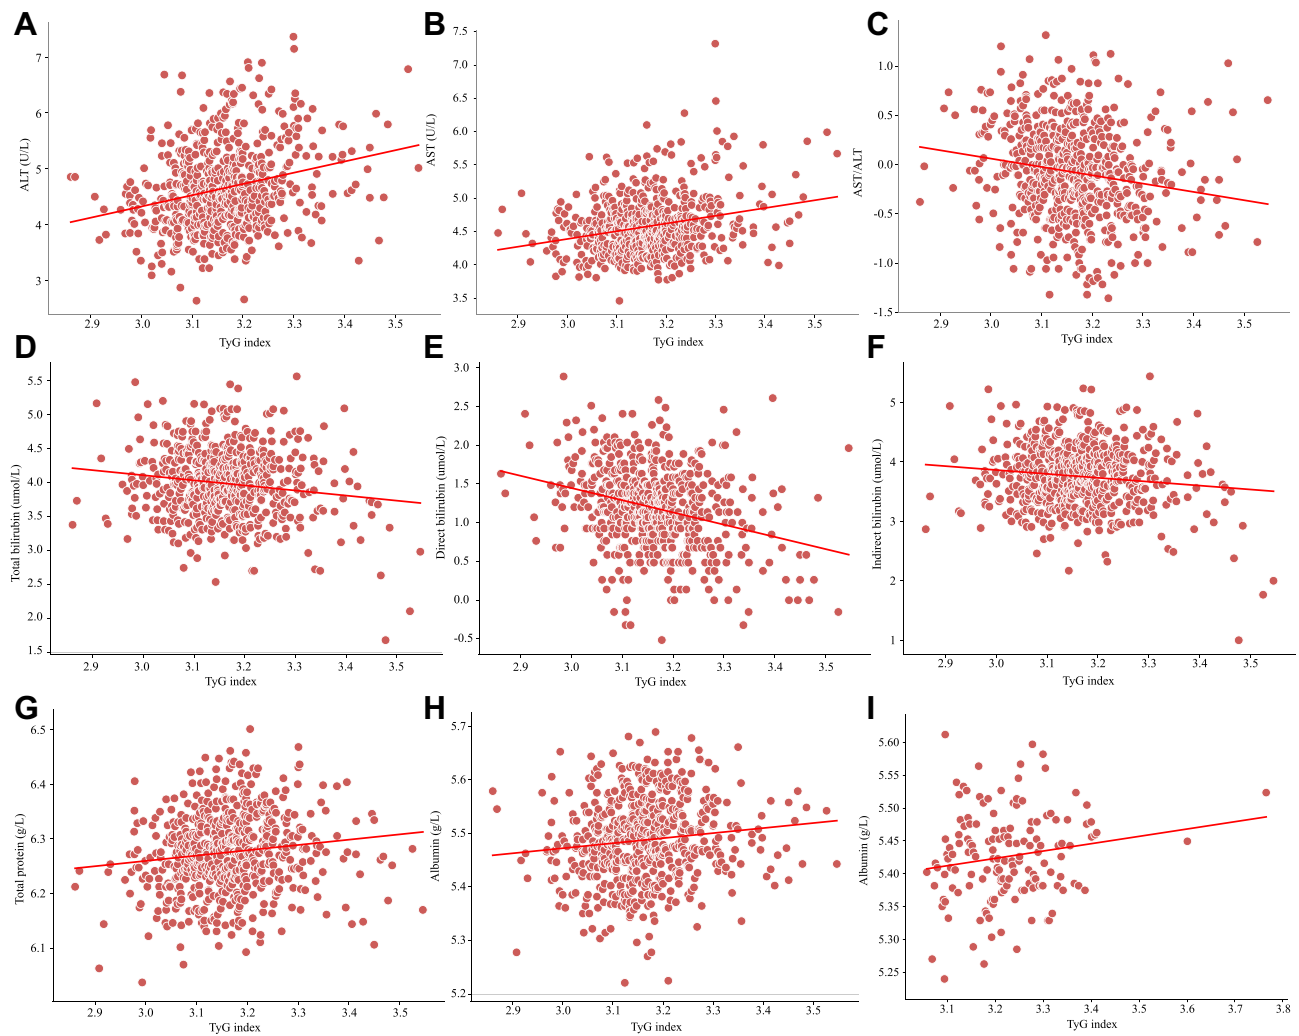 A
ALT (U/L)
7
6
5
4
3
2.9 3.0 3.1 3.2 3.3 3.4 3.5
TyG index
B
AST (U/L)
7.5
7.0
6.5
6.0
5.5
5.0
4.5
4.0
3.5
2.9 3.0 3.1 3.2 3.3 3.4 3.5
TyG index
C
AST/ALT
1.0
0.5
0.0
-0.5
-1.0
-1.5
2.9 3.0 3.1 3.2 3.3 3.4 3.5
TyG index
D
Total bilirubin (umol/L)
5.5
5.0
4.5
4.0
3.5
3.0
2.5
2.0
1.5
2.9 3.0 3.1 3.2 3.3 3.4 3.5
TyG index
E
Direct bilirubin (umol/L)
3.0
2.5
2.0
1.5
1.0
0.5
0.0
-0.5
2.9 3.0 3.1 3.2 3.3 3.4 3.5
TyG index
F
Indirect bilirubin (umol/L)
5
4
3
2
1
2.9 3.0 3.1 3.2 3.3 3.4 3.5
TyG index
G
Total protein (g/L)
6.5
6.4
6.3
6.2
6.1
2.9 3.0 3.1 3.2 3.3 3.4 3.5
TyG index
H
Albumin (g/L)
5.7
5.6
5.5
5.4
5.3
5.2
2.9 3.0 3.1 3.2 3.3 3.4 3.5
TyG index
I
Albumin (g/L)
5.60
5.55
5.50
5.45
5.40
5.35
5.30
5.25
3.1 3.2 3.3 3.4 3.5 3.6 3.7 3.8
TyG index